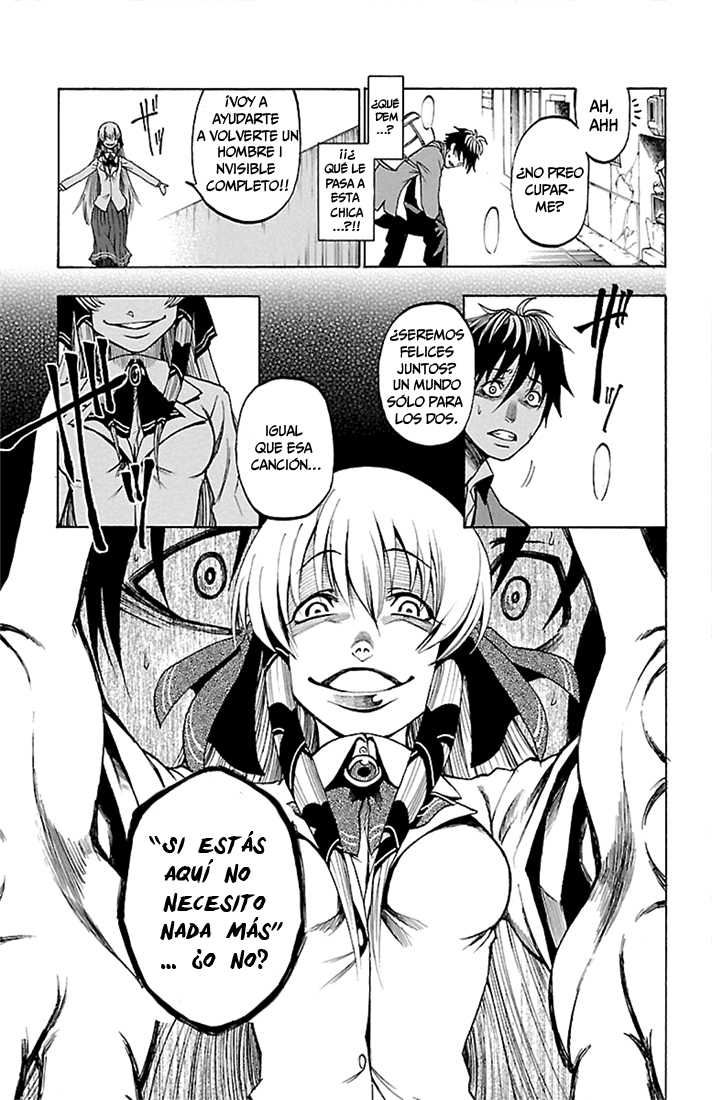 AH,
AHH
¿NO PREO
CUPAR-
ME?
¿QUÉ
DEM
...?
¡¡¿
QUÉ LE
PASA A
ESTA
CHICA
...?!!
¡VOY A
AYUDARTE
A VOLVERTE UN
HOMBRE I
NVISIBLE
COMPLETO!!
¿SEREMOS
FELICES
JUNTOS?
UN MUNDO
SÓLO PARA
LOS DOS.
IGUAL
QUE ESA
CANCIÓN...
"SI ESTÁS
AQUÍ NO
NECESITO
NADA MÁS"
... ¿O NO?